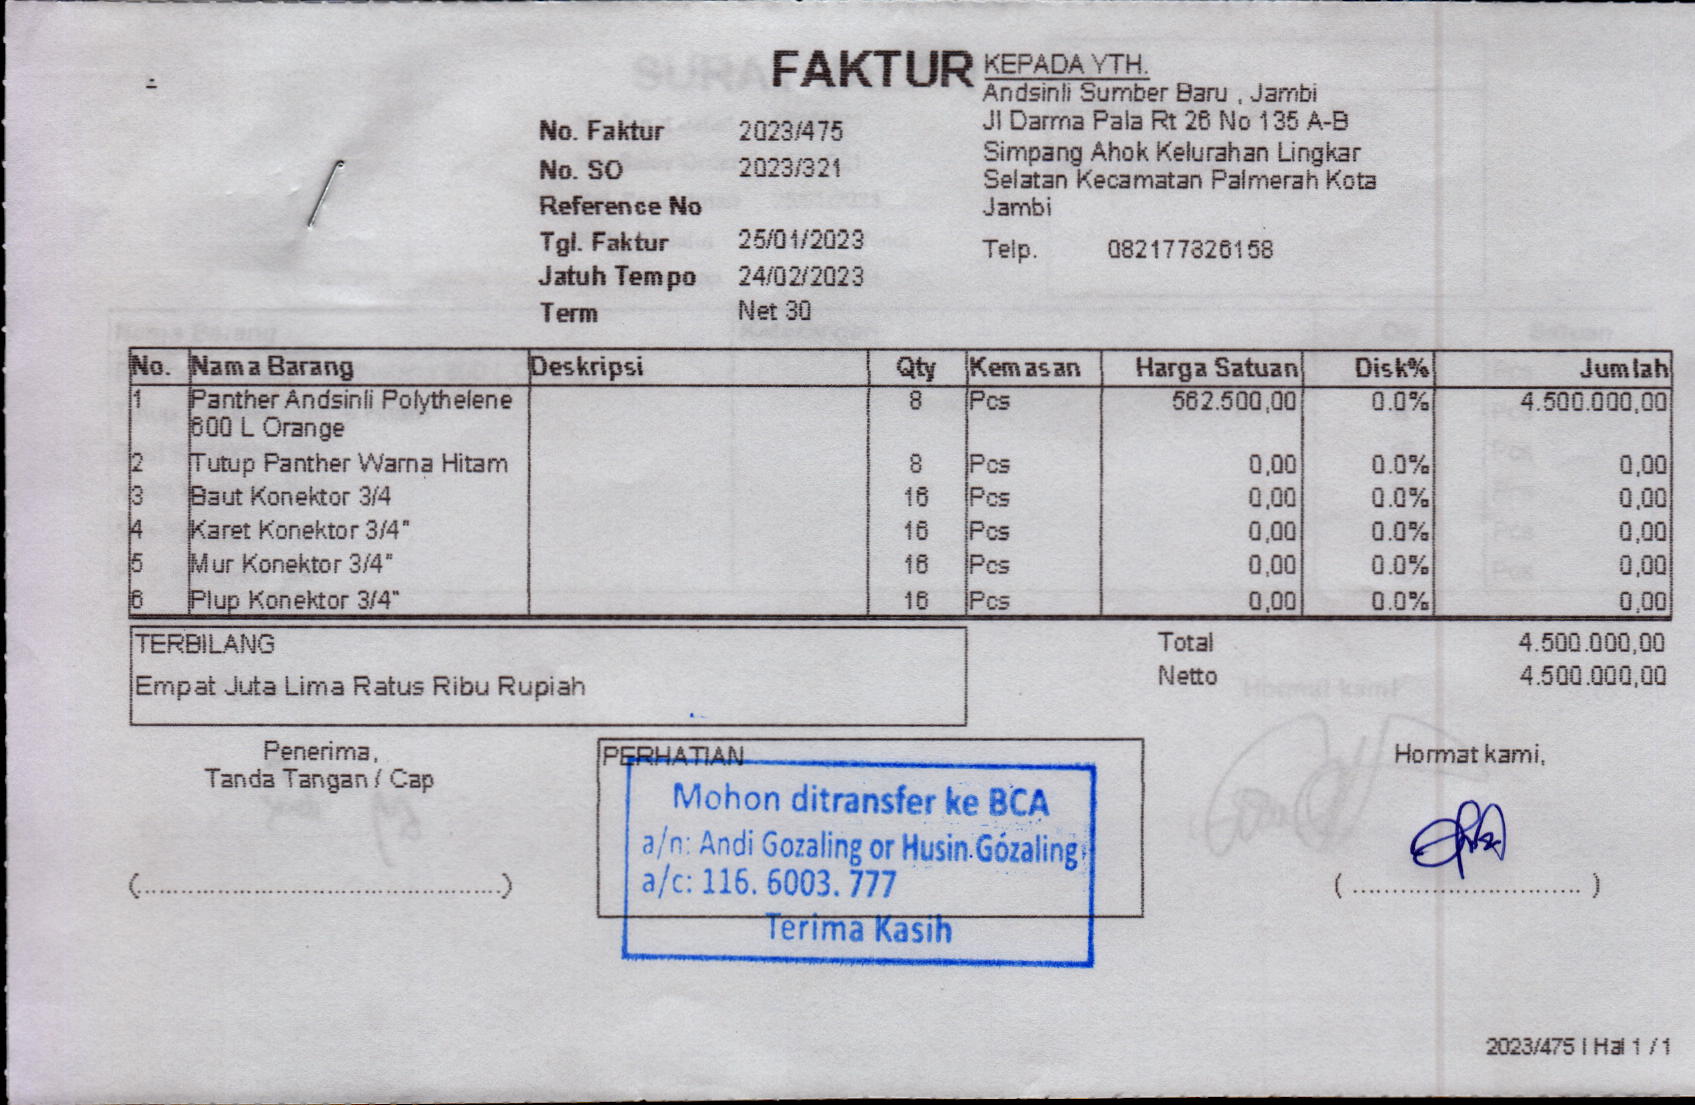 FAKTUR
KEPADA YTH.
Andsinli Sumber Baru , Jambi
Jl Darma Pala Rt 26 No 135 A-B
Simpang Ahok Kelurahan Lingkar
Selatan Kecamatan Palmerah Kota
Jambi
Telp. 082177326158
No. Faktur 2023/475
No. SO 2023/321
Reference No
Tgl. Faktur 25/01/2023
Jatuh Tempo 24/02/2023
Term Net 30
No. Nama Barang Deskripsi Qty Kemasan Harga Satuan Disk% Jumlah
1 Panther Andsinli Polythelene 8 Pcs 562.500,00 0.0% 4.500.000,00
600 L Orange
2 Tutup Panther Warna Hitam 8 Pcs 0,00 0.0% 0,00
3 Baut Konektor 3/4 16 Pcs 0,00 0.0% 0,00
4 Karet Konektor 3/4" 16 Pcs 0,00 0.0% 0,00
5 Mur Konektor 3/4" 16 Pcs 0,00 0.0% 0,00
6 Plup Konektor 3/4" 16 Pcs 0,00 0.0% 0,00
TERBILANG
Empat Juta Lima Ratus Ribu Rupiah
Total 4.500.000,00
Netto 4.500.000,00
Penerima,
Tanda Tangan / Cap
(..........................................)
PERHATIAN
Mohon ditransfer ke BCA
a/n: Andi Gozaling or Husin Gozaling
a/c: 116. 6003. 777
Terima Kasih
Hormat kami,
( .............................. )
2023/475 | Hal 1 / 1